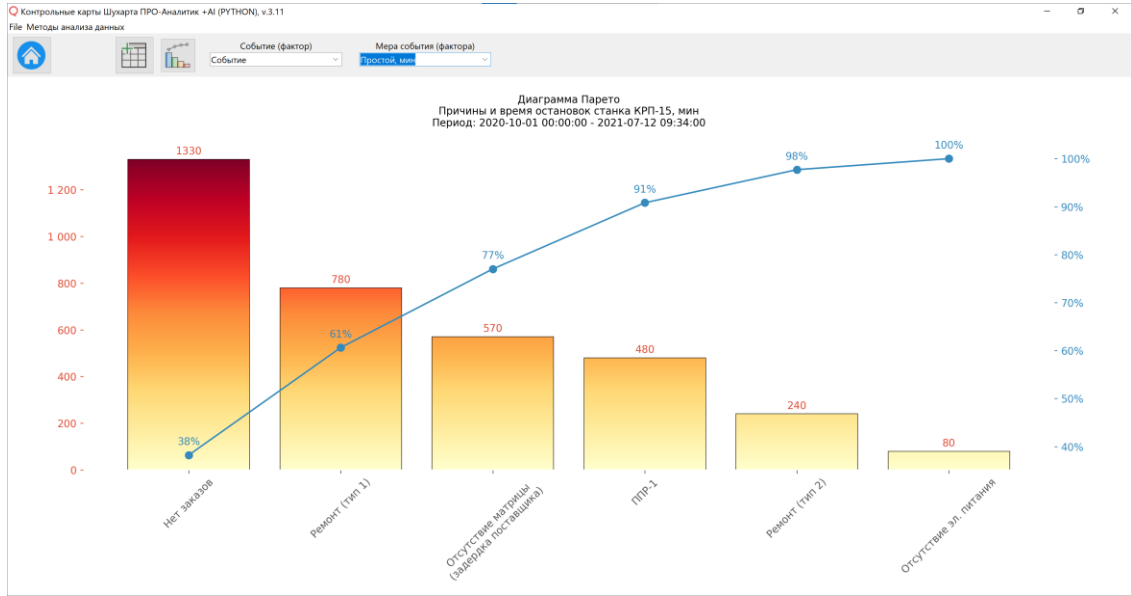 Контрольные карты Шухарта ПРО-Аналитик +AI (PYTHON), v.3.11
File Методы анализа данных
Событие (фактор)
Мера события (фактора)
Событие
Простой, мин
Диаграмма Парето
Причины и время остановок станка КРП-15, мин
Период: 2020-10-01 00:00:00 - 2021-07-12 09:34:00
1330
780
570
480
240
80
38%
61%
77%
91%
98%
100%
1 200
1 000
800
600
400
200
0
100%
90%
80%
70%
60%
50%
40%
Нет заказов
Ремонт (тип 1)
Отсутствие матрицы
(задердка поставщика)
ППР-1
Ремонт (тип 2)
Отсутствие эл. питания